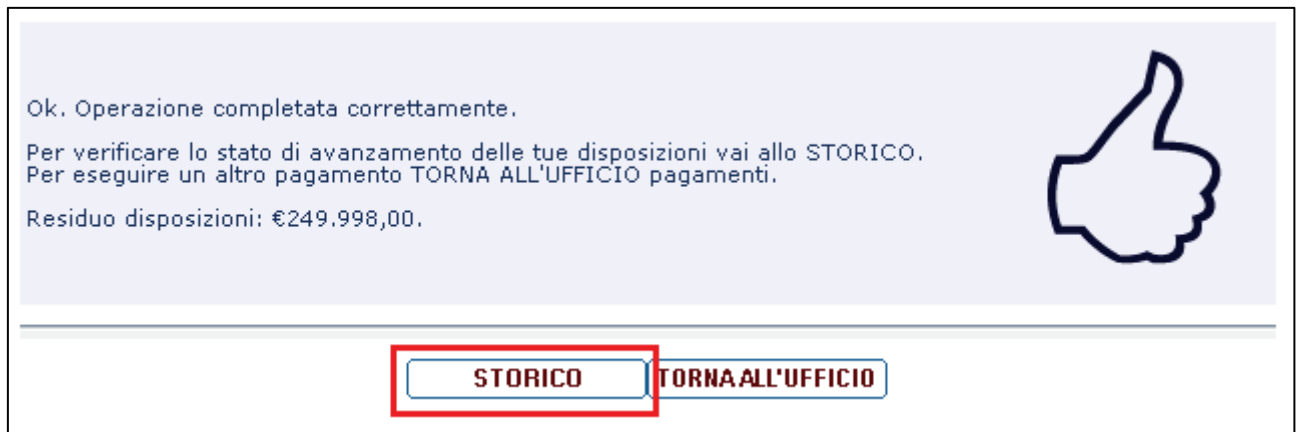 Ok. Operazione completata correttamente.
Per verificare lo stato di avanzamento delle tue disposizioni vai allo STORICO.
Per eseguire un altro pagamento TORNA ALL'UFFICIO pagamenti.
Residuo disposizioni: €249.998,00.
STORICO TORNA ALL'UFFICIO